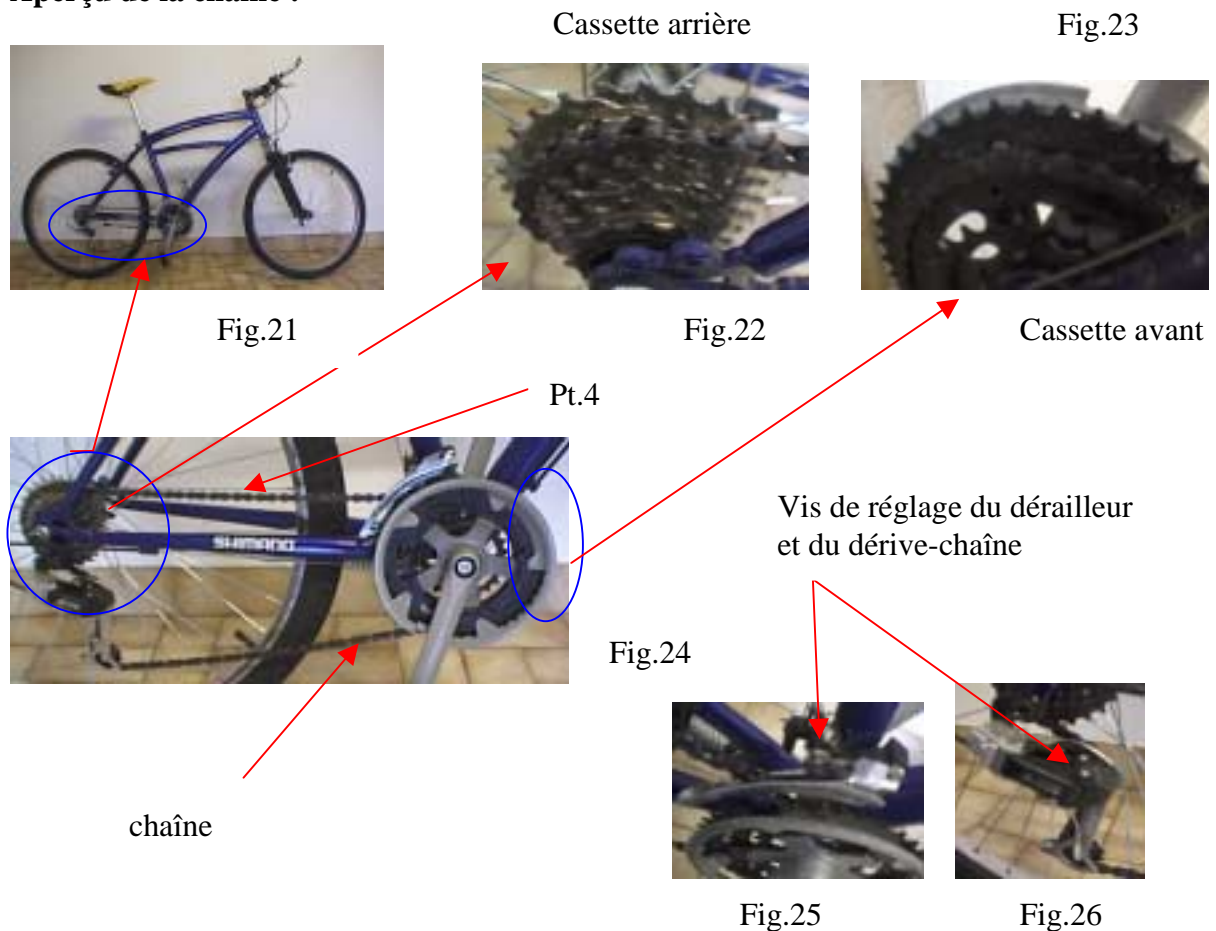 Cassette arrière
Fig.23
Fig.21
Fig.22
Cassette avant
Pt.4
SHIMANO
Vis de réglage du dérailleur
et du dérive-chaîne
Fig.24
chaîne
Fig.25
Fig.26